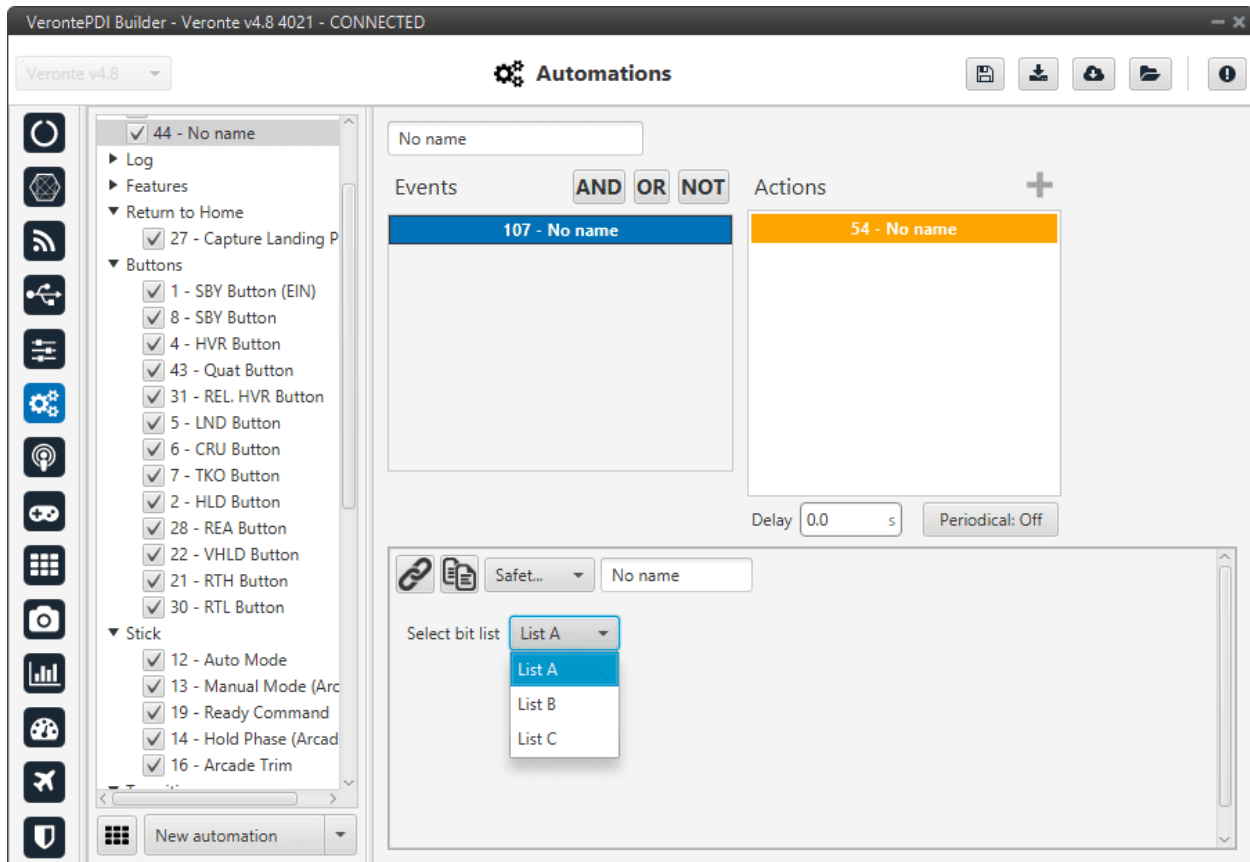 VerontePDI Builder - Veronte v4.8 4021 - CONNECTED
Veronte v4.8
Automations
44 - No name
Log
Features
Return to Home
27 - Capture Landing P
Buttons
1 - SBY Button (EIN)
8 - SBY Button
4 - HVR Button
43 - Quat Button
31 - REL. HVR Button
5 - LND Button
6 - CRU Button
7 - TKO Button
2 - HLD Button
28 - REA Button
22 - VHLD Button
21 - RTH Button
30 - RTL Button
Stick
12 - Auto Mode
13 - Manual Mode (Arc
19 - Ready Command
14 - Hold Phase (Arcad
16 - Arcade Trim
New automation
No name
Events AND OR NOT
107 - No name
Actions
54 - No name
Delay 0.0 s Periodical: Off
Safet... No name
Select bit list List A
List A
List B
List C